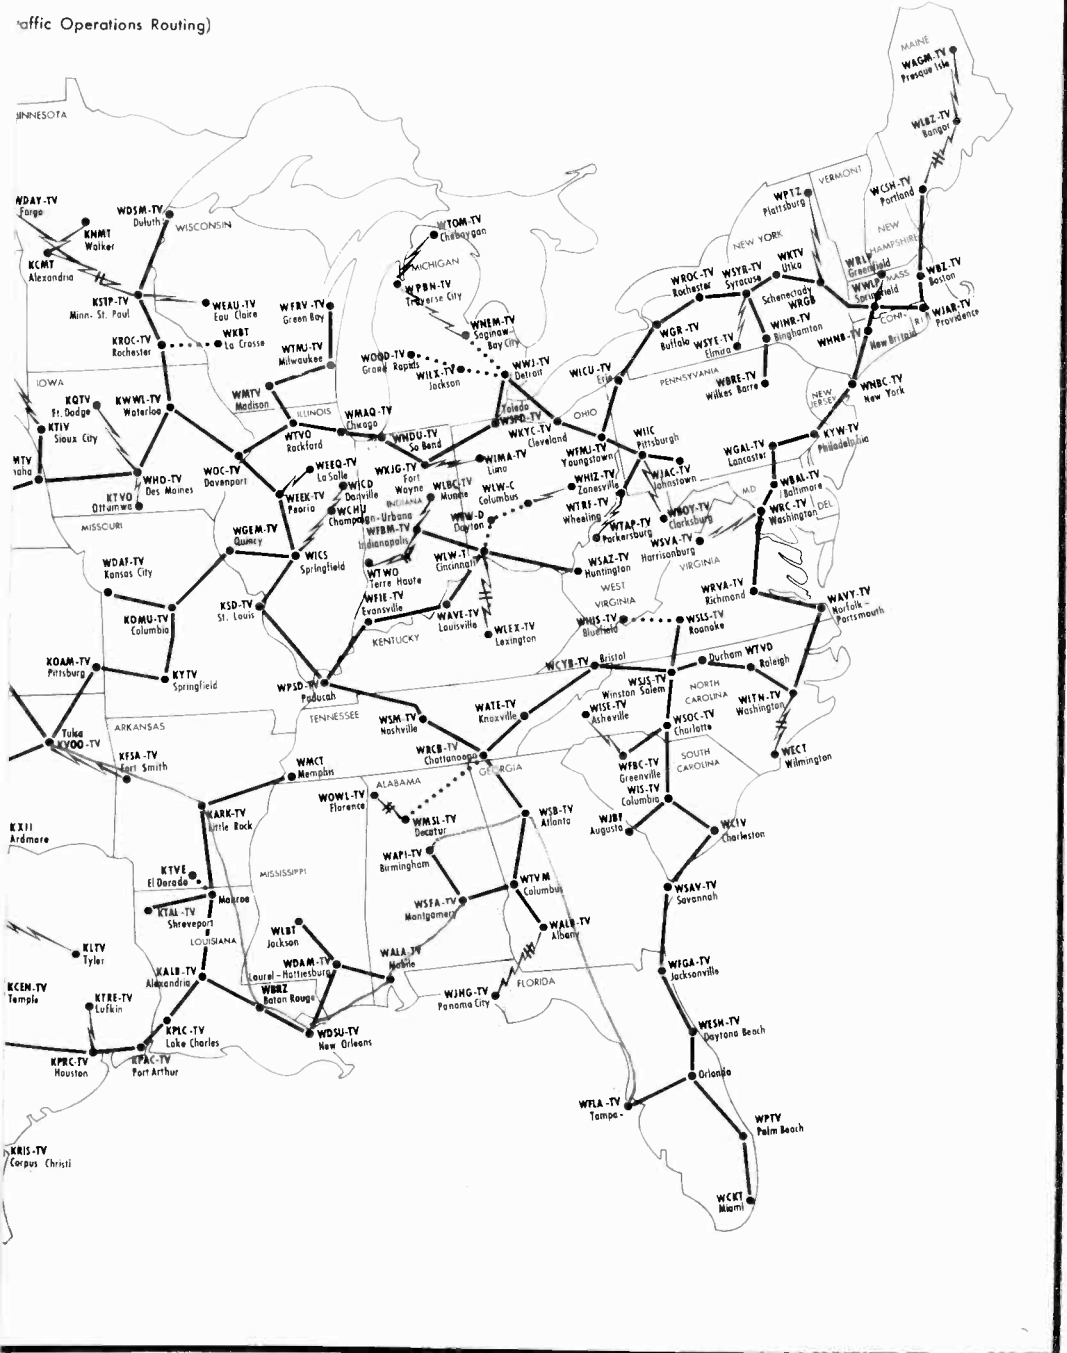 affic Operations Routing)
MAINE
WAGM-TV
Presque Isle
INNESOTA
WLBZ-TV
Bangor
VERMONT
WCSH-TV
Portland
WPTZ
Plattsburg
WDAY-TV
Fargo
WDSM-TV
Duluth
WISCONSIN
KNMT
Walker
KCMT
Alexandria
WTOM-TV
Cheboygan
MICHIGAN
WPBN-TV
Traverse City
NEW YORK
NEW
HAMPSHIRE
WKTV
Utica
WSYR-TV
Syracuse
WROC-TV
Rochester
WRLP
Greenfield
MASS
WBZ-TV
Boston
WWLP
Springfield
Schenectady
WRGB
KSTP-TV
Minn- St. Paul
WEAU-TV
Eau Claire
WFRV-TV
Green Bay
WNEM-TV
Saginaw
Bay City
WJAR-TV
Providence
CONN
R I
WHNB-TV
New Britain
WGR-TV
Buffalo
WSYE-TV
Elmira
WINR-TV
Binghamton
KROC-TV
Rochester
WKBT
La Crosse
WTMJ-TV
Milwaukee
WOOD-TV
Grand Rapids
WILX-TV
Jackson
WWJ-TV
Detroit
WICU-TV
Erie
PENNSYLVANIA
WBRE-TV
Wilkes Barre
WNBC-TV
New York
NEW
JERSEY
IOWA
KQTV
Ft. Dodge
KWWL-TV
Waterloo
WMTV
Madison
ILLINOIS
WMAQ-TV
Chicago
WTVO
Rockford
WNDU-TV
So Bend
Toledo
WSPD-TV
OHIO
WKYC-TV
Cleveland
WFMJ-TV
Youngstown
WIIC
Pittsburgh
WGAL-TV
Lancaster
KYW-TV
Philadelphia
KTIV
Sioux City
MTV
maha
WHO-TV
Des Moines
WOC-TV
Davenport
WEEQ-TV
La Salle
WICD
Danville
WKJG-TV
Fort
Wayne
WIMA-TV
Lima
WHIZ-TV
Zanesville
WJAC-TV
Johnstown
WBAL-TV
Baltimore
MD
DEL
KTVO
Ottumwa
WEEK-TV
Peoria
WCHU
Champaign-Urbana
INDIANA
WLBC-TV
Muncie
WLW-C
Columbus
WLW-D
Dayton
WTRF-TV
Wheeling
WBOY-TV
Clarksburg
WRC-TV
Washington
MISSOURI
WGEM-TV
Quincy
WICS
Springfield
WFBM-TV
Indianapolis
WLW-T
Cincinnati
WTAP-TV
Parkersburg
WSVA-TV
Harrisonburg
VIRGINIA
WDAF-TV
Kansas City
WTWO
Terre Haute
WSAZ-TV
Huntington
WEST
VIRGINIA
WRVA-TV
Richmond
WAVY-TV
Norfolk-
Portsmouth
KOMU-TV
Columbia
KSD-TV
St. Louis
WFIE-TV
Evansville
WAVE-TV
Louisville
WLEX-TV
Lexington
KENTUCKY
WHIS-TV
Bluefield
WSLS-TV
Roanoke
KOAM-TV
Pittsburg
KYTV
Springfield
WPSD-TV
Paducah
WCYB-TV
Bristol
Durham
WTVD
Raleigh
WSJS-TV
Winston Salem
NORTH
CAROLINA
WITN-TV
Washington
ARKANSAS
TENNESSEE
WSM-TV
Nashville
WATE-TV
Knoxville
WISE-TV
Asheville
WSOC-TV
Charlotte
Tulsa
KVOO-TV
KFSA-TV
Fort Smith
WMCT
Memphis
WRCB-TV
Chattanooga
GEORGIA
WFBC-TV
Greenville
SOUTH
CAROLINA
WECT
Wilmington
ALABAMA
WOWL-TV
Florence
WMSL-TV
Decatur
WSB-TV
Atlanta
WIS-TV
Columbia
WJBF
Augusta
WCIV
Charleston
KARK-TV
Little Rock
KXII
Ardmore
WAPI-TV
Birmingham
KTVE
El Dorado
MISSISSIPPI
WTVM
Columbus
WSAV-TV
Savannah
Monroe
KTAL-TV
Shreveport
WSFA-TV
Montgomery
WLBT
Jackson
WALB-TV
Albany
LOUISIANA
KLTV
Tyler
WALA-TV
Mobile
WDAM-TV
Laurel-Hattiesburg
WFGA-TV
Jacksonville
KALB-TV
Alexandria
FLORIDA
KCEN-TV
Temple
KTRE-TV
Lufkin
WBRZ
Baton Rouge
WJHG-TV
Panama City
WESH-TV
Daytona Beach
KPLC-TV
Lake Charles
WDSU-TV
New Orleans
KPRC-TV
Houston
KPAC-TV
Port Arthur
Orlando
WFLA-TV
Tampa-
WPTV
Palm Beach
KRIS-TV
Corpus Christi
WCKT
Miami